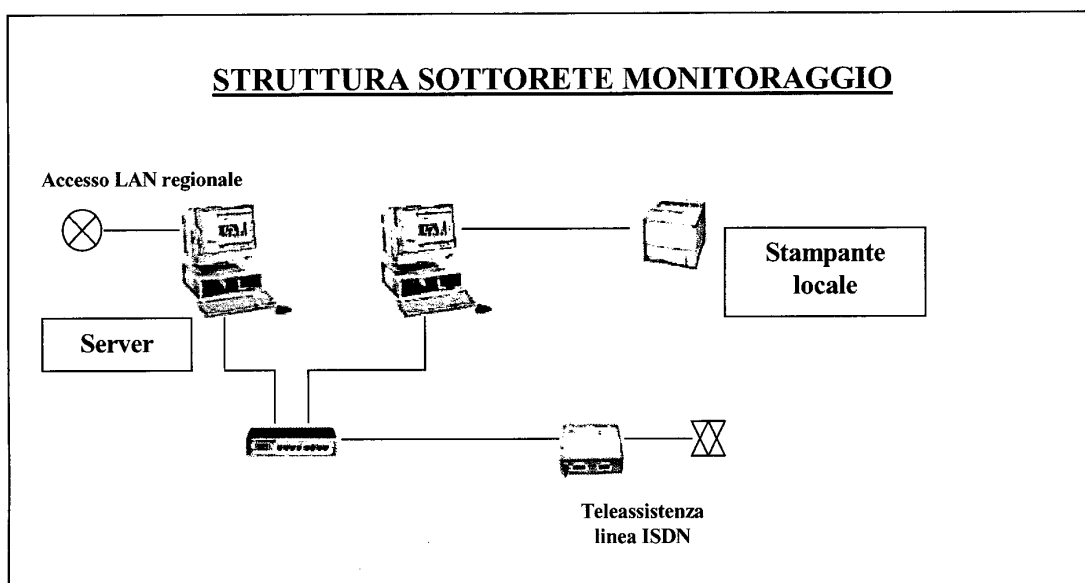 STRUTTURA SOTTORETE MONITORAGGIO
Accesso LAN regionale
Stampante
locale
Server
Teleassistenza
linea ISDN